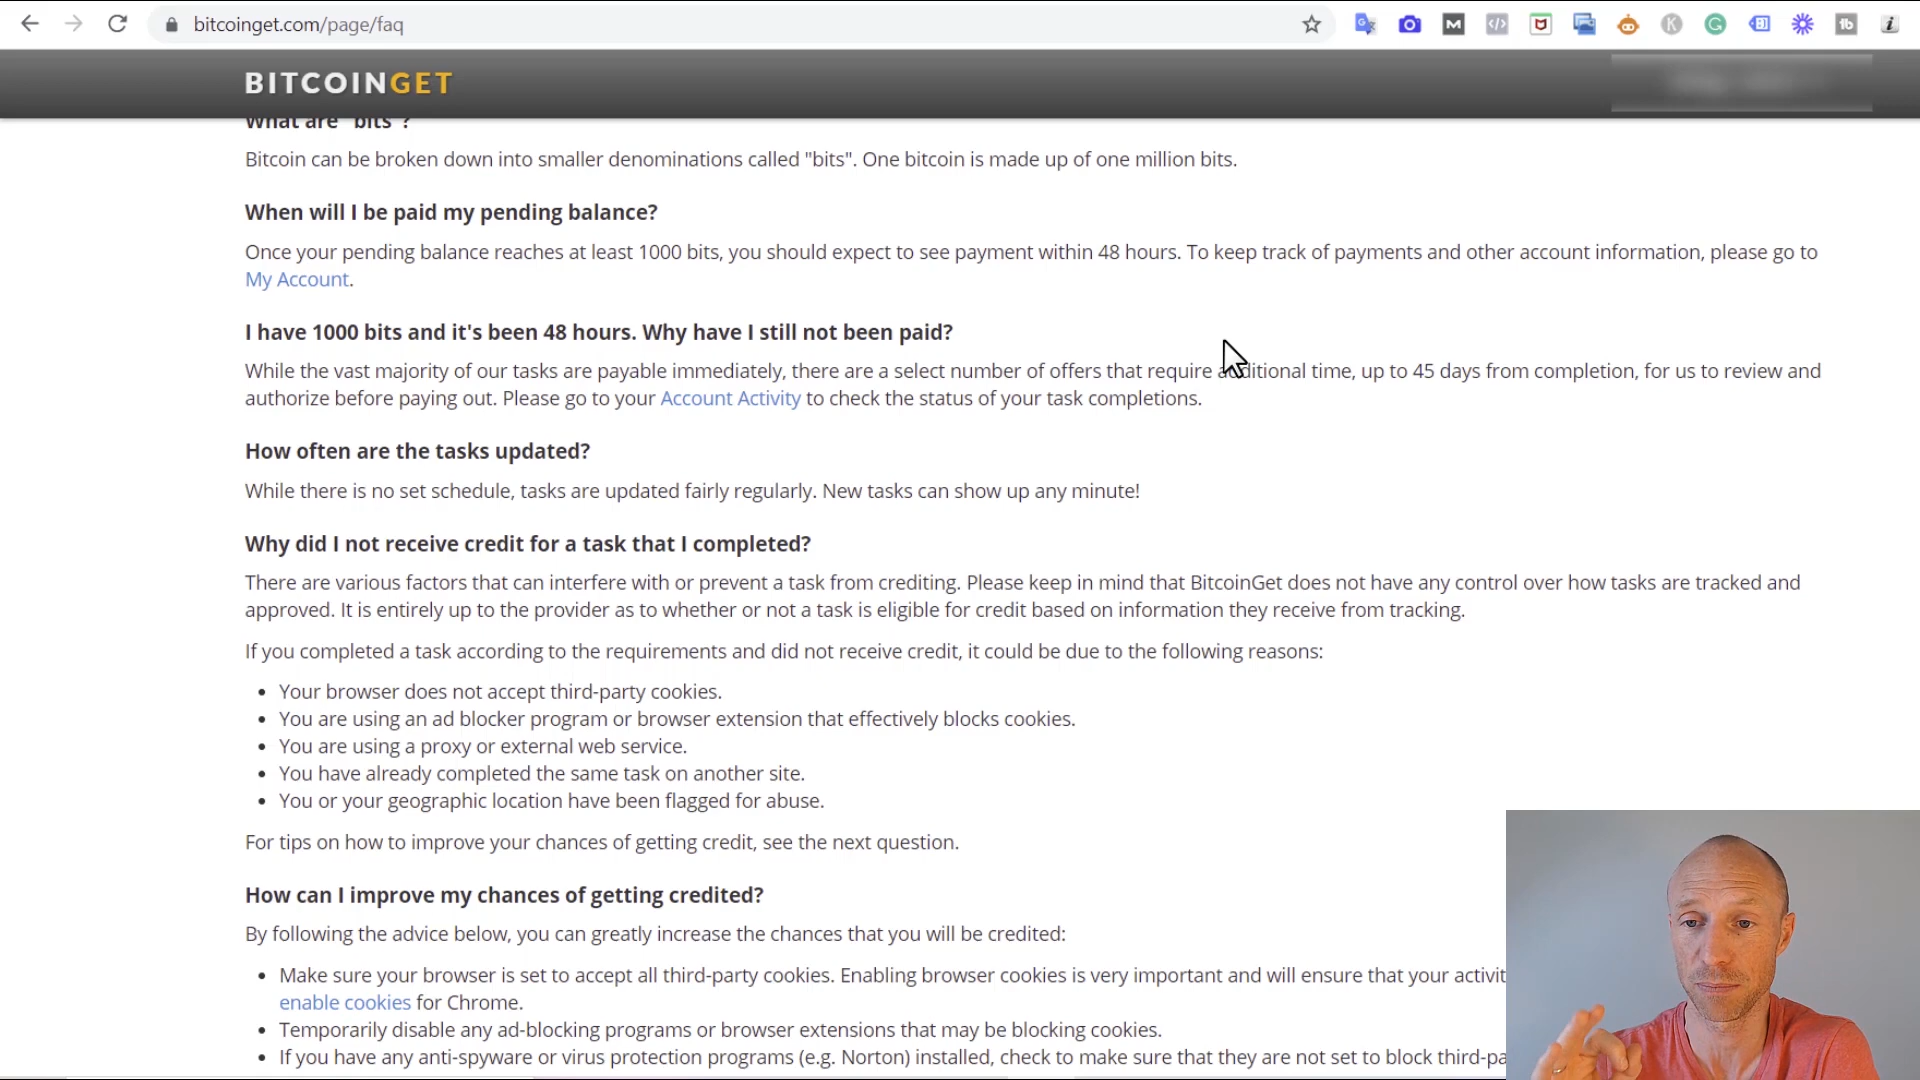 bitcoinget.com/page/faq
BITCOINGET
What are "bits"?
Bitcoin can be broken down into smaller denominations called "bits". One bitcoin is made up of one million bits.
When will I be paid my pending balance?
Once your pending balance reaches at least 1000 bits, you should expect to see payment within 48 hours. To keep track of payments and other account information, please go to
My Account.
I have 1000 bits and it's been 48 hours. Why have I still not been paid?
While the vast majority of our tasks are payable immediately, there are a select number of offers that require additional time, up to 45 days from completion, for us to review and
authorize before paying out. Please go to your Account Activity to check the status of your task completions.
How often are the tasks updated?
While there is no set schedule, tasks are updated fairly regularly. New tasks can show up any minute!
Why did I not receive credit for a task that I completed?
There are various factors that can interfere with or prevent a task from crediting. Please keep in mind that BitcoinGet does not have any control over how tasks are tracked and
approved. It is entirely up to the provider as to whether or not a task is eligible for credit based on information they receive from tracking.
If you completed a task according to the requirements and did not receive credit, it could be due to the following reasons:
• Your browser does not accept third-party cookies.
• You are using an ad blocker program or browser extension that effectively blocks cookies.
• You are using a proxy or external web service.
• You have already completed the same task on another site.
• You or your geographic location have been flagged for abuse.
For tips on how to improve your chances of getting credit, see the next question.
How can I improve my chances of getting credited?
By following the advice below, you can greatly increase the chances that you will be credited:
• Make sure your browser is set to accept all third-party cookies. Enabling browser cookies is very important and will ensure that your activit
enable cookies for Chrome.
• Temporarily disable any ad-blocking programs or browser extensions that may be blocking cookies.
• If you have any anti-spyware or virus protection programs (e.g. Norton) installed, check to make sure that they are not set to block third-pa